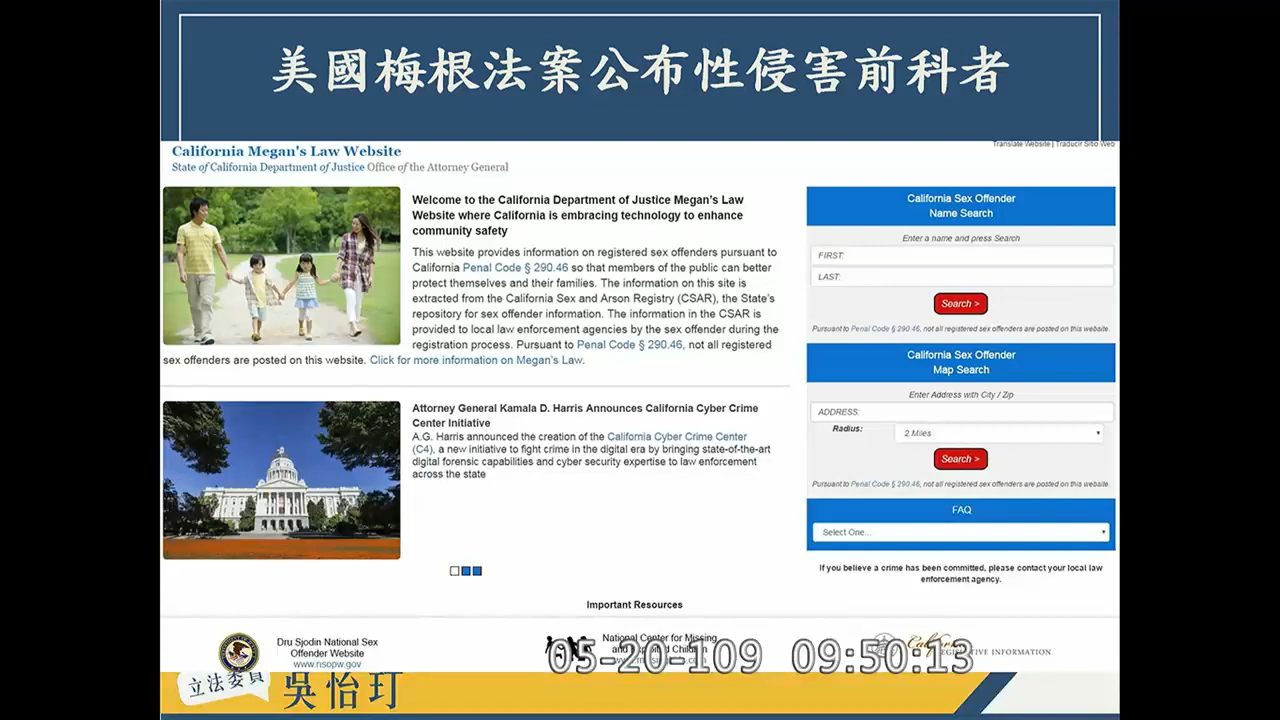 美國梅根法案公布性侵害前科者
California Megan's Law Website
State of California Department of Justice Office of the Attorney General
Translate Website | Traducir Sitio Web
Welcome to the California Department of Justice Megan's Law
Website where California is embracing technology to enhance
community safety
This website provides information on registered sex offenders pursuant to
California Penal Code § 290.46 so that members of the public can better
protect themselves and their families. The information on this site is
extracted from the California Sex and Arson Registry (CSAR), the State's
repository for sex offender information. The information in the CSAR is
provided to local law enforcement agencies by the sex offender during the
registration process. Pursuant to Penal Code § 290.46, not all registered
sex offenders are posted on this website. Click for more information on Megan's Law.
Attorney General Kamala D. Harris Announces California Cyber Crime
Center Initiative
A.G. Harris announced the creation of the California Cyber Crime Center
(C4), a new initiative to fight crime in the digital era by bringing state-of-the-art
digital forensic capabilities and cyber security expertise to law enforcement
across the state
California Sex Offender
Name Search
Enter a name and press Search
FIRST:
LAST:
Search >
Pursuant to Penal Code § 290.46, not all registered sex offenders are posted on this website.
California Sex Offender
Map Search
Enter Address with City / Zip
ADDRESS:
Radius:
2 Miles
Search >
Pursuant to Penal Code § 290.46, not all registered sex offenders are posted on this website.
FAQ
Select One...
If you believe a crime has been committed, please contact your local law
enforcement agency.
Important Resources
Dru Sjodin National Sex
Offender Website
www.nsopw.gov
National Center for Missing
and Exploited Children
LEGISLATIVE INFORMATION
05-20-109 09:50:13
立法委員
吳怡玎